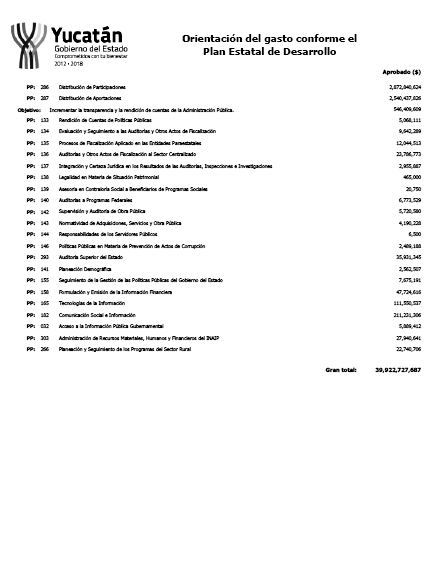 Yucatán
Gobierno del Estado
Comprometidos con tu bienestar
2012 • 2018
Orientación del gasto conforme el
Plan Estatal de Desarrollo
Aprobado ($)
PP: 286 Distribución de Participaciones 2,872,040,624
PP: 287 Distribución de Aportaciones 2,540,437,826
Objetivo: Incrementar la transparencia y la rendición de cuentas de la Administración Pública. 546,409,609
PP: 133 Rendición de Cuentas de Políticas Públicas 5,068,111
PP: 134 Evaluación y Seguimiento a las Auditorías y Otros Actos de Fiscalización 9,642,289
PP: 135 Procesos de Fiscalización Aplicado en las Entidades Paraestatales 12,044,513
PP: 136 Auditorías y Otros Actos de Fiscalización al Sector Centralizado 23,786,773
PP: 137 Integración y Certeza Jurídica en los Resultados de las Auditorías, Inspecciones e Investigaciones 2,955,887
PP: 138 Legalidad en Materia de Situación Patrimonial 465,000
PP: 139 Asesoría en Contraloría Social a Beneficiarios de Programas Sociales 20,750
PP: 140 Auditorías a Programas Federales 6,773,529
PP: 142 Supervisión y Auditoría de Obra Pública 5,720,580
PP: 143 Normatividad de Adquisiciones, Servicios y Obra Pública 4,190,228
PP: 144 Responsabilidades de los Servidores Públicos 6,500
PP: 146 Políticas Públicas en Materia de Prevención de Actos de Corrupción 2,489,188
PP: 293 Auditoría Superior del Estado 35,931,345
PP: 141 Planeación Demográfica 2,562,507
PP: 155 Seguimiento de la Gestión de las Políticas Públicas del Gobierno del Estado 7,675,191
PP: 158 Formulación y Emisión de la Información Financiera 47,724,616
PP: 165 Tecnologías de la Información 111,550,537
PP: 182 Comunicación Social e Información 211,231,306
PP: 032 Acceso a la Información Pública Gubernamental 5,889,412
PP: 303 Administración de Recursos Materiales, Humanos y Financieros del INAIP 27,940,641
PP: 266 Planeación y Seguimiento de los Programas del Sector Rural 22,740,706
Gran total: 39,922,727,687